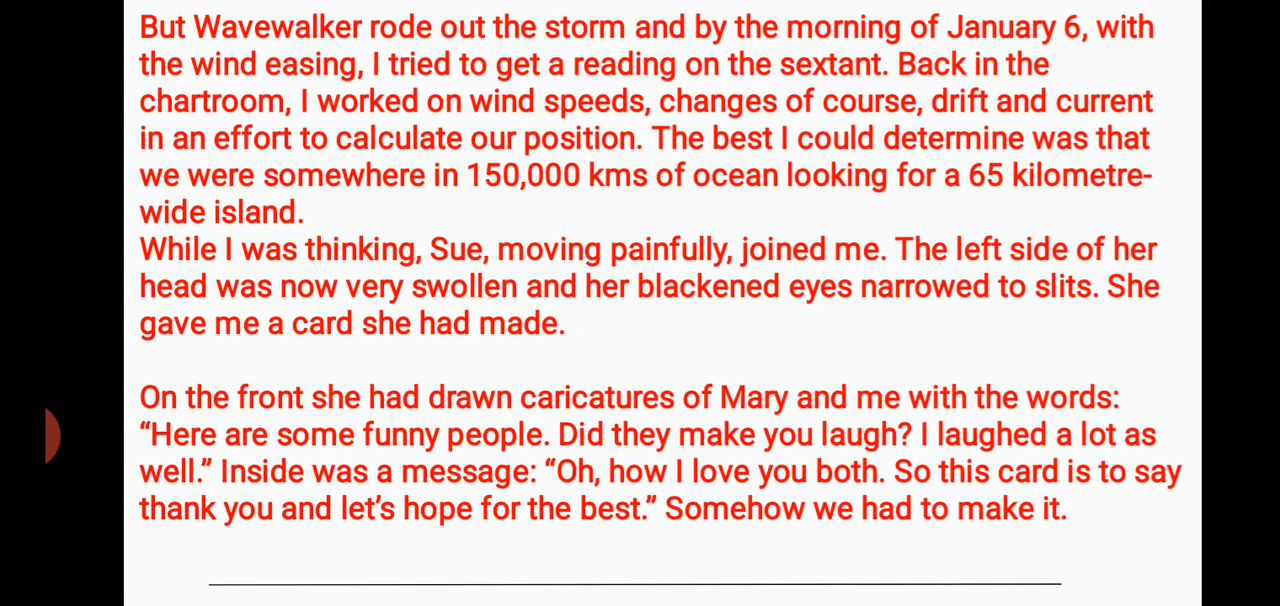 But Wavewalker rode out the storm and by the morning of January 6, with
the wind easing, I tried to get a reading on the sextant. Back in the
chartroom, I worked on wind speeds, changes of course, drift and current
in an effort to calculate our position. The best I could determine was that
we were somewhere in 150,000 kms of ocean looking for a 65 kilometre-
wide island.
While I was thinking, Sue, moving painfully, joined me. The left side of her
head was now very swollen and her blackened eyes narrowed to slits. She
gave me a card she had made.
On the front she had drawn caricatures of Mary and me with the words:
“Here are some funny people. Did they make you laugh? I laughed a lot as
well.” Inside was a message: “Oh, how I love you both. So this card is to say
thank you and let’s hope for the best.” Somehow we had to make it.